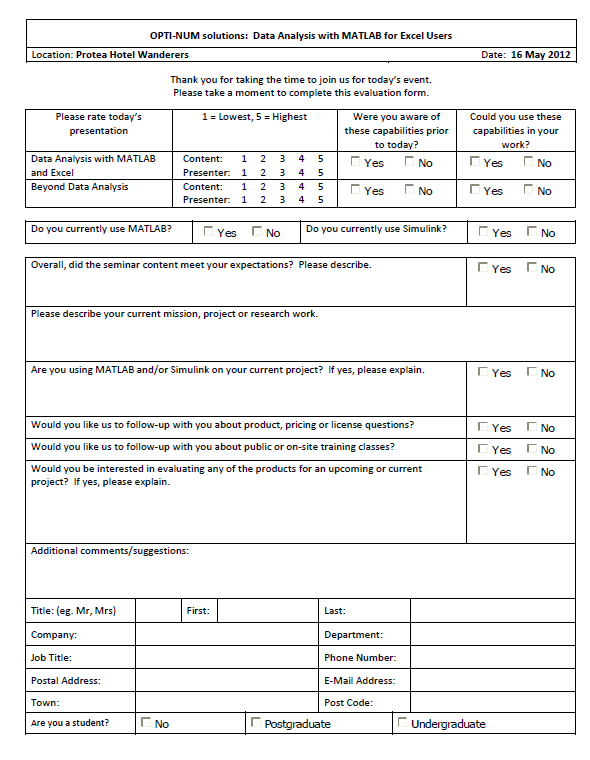 OPTI-NUM solutions: Data Analysis with MATLAB for Excel Users
Location: Protea Hotel Wanderers Date: 16 May 2012
Thank you for taking the time to join us for today's event.
Please take a moment to complete this evaluation form.
Please rate today's presentation 1 = Lowest, 5 = Highest Were you aware of these capabilities prior to today? Could you use these capabilities in your work?
Data Analysis with MATLAB and Excel Content: 1 2 3 4 5 Yes No Yes No
Presenter: 1 2 3 4 5
Beyond Data Analysis Content: 1 2 3 4 5 Yes No Yes No
Presenter: 1 2 3 4 5
Do you currently use MATLAB? Yes No Do you currently use Simulink? Yes No
Overall, did the seminar content meet your expectations? Please describe. Yes No
Please describe your current mission, project or research work.
Are you using MATLAB and/or Simulink on your current project? If yes, please explain. Yes No
Would you like us to follow-up with you about product, pricing or license questions? Yes No
Would you like us to follow-up with you about public or on-site training classes? Yes No
Would you be interested in evaluating any of the products for an upcoming or current Yes No
project? If yes, please explain.
Additional comments/suggestions:
Title: (eg. Mr, Mrs) First: Last:
Company: Department:
Job Title: Phone Number:
Postal Address: E-Mail Address:
Town: Post Code:
Are you a student? No Postgraduate Undergraduate